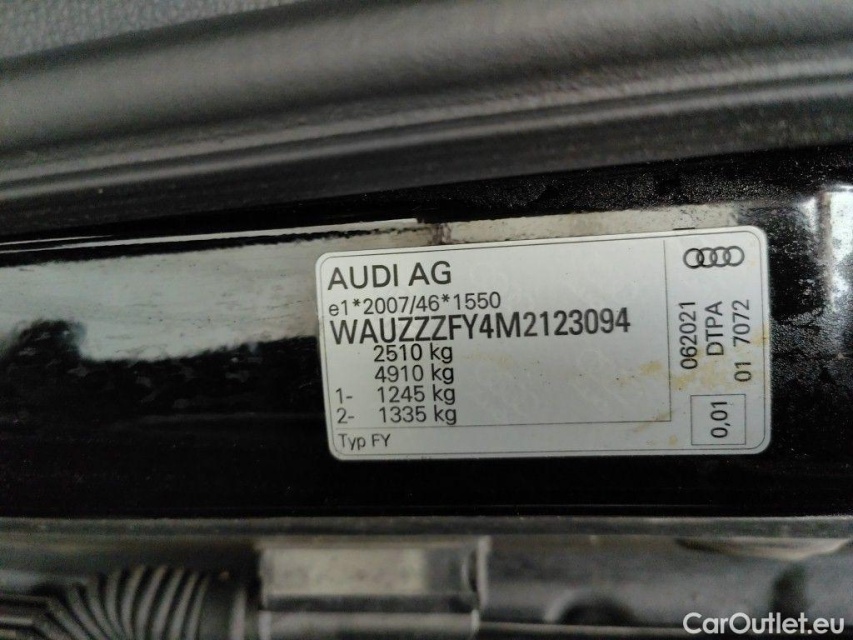 AUDI AG
e1*2007/46*1550
WAUZZZFY4M2123094
2510 kg
4910 kg
1- 1245 kg
2- 1335 kg
Typ FY
062021
DTPA
01 7072
0,01
CarOutlet.eu